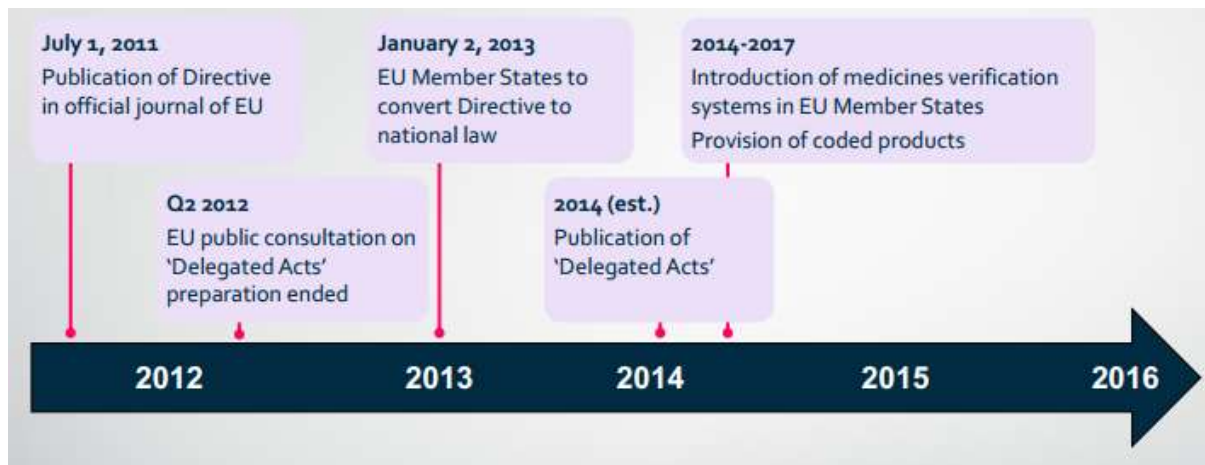 July 1, 2011
Publication of Directive
in official journal of EU
January 2, 2013
EU Member States to
convert Directive to
national law
2014-2017
Introduction of medicines verification
systems in EU Member States
Provision of coded products
Q2 2012
EU public consultation on
‘Delegated Acts’
preparation ended
2014 (est.)
Publication of
‘Delegated Acts’
2012 2013 2014 2015 2016